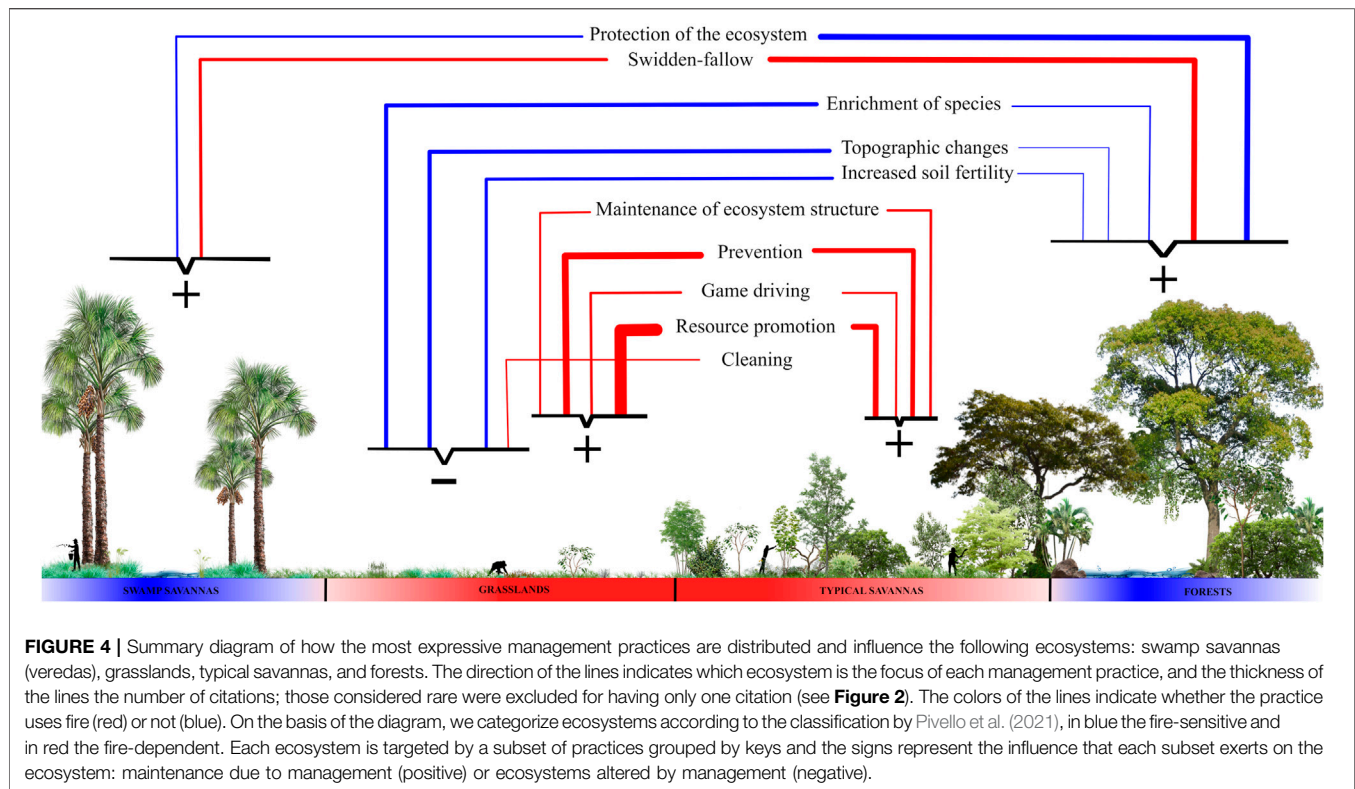 Protection of the ecosystem
Swidden-fallow
Enrichment of species
Topographic changes
Increased soil fertility
Maintenance of ecosystem structure
Prevention
Game driving
Resource promotion
Cleaning
+
+
+
+
−
SWAMP SAVANNAS
GRASSLANDS
TYPICAL SAVANNAS
FORESTS
FIGURE 4 | Summary diagram of how the most expressive management practices are distributed and influence the following ecosystems: swamp savannas
(veredas), grasslands, typical savannas, and forests. The direction of the lines indicates which ecosystem is the focus of each management practice, and the thickness of
the lines the number of citations; those considered rare were excluded for having only one citation (see Figure 2). The colors of the lines indicate whether the practice
uses fire (red) or not (blue). On the basis of the diagram, we categorize ecosystems according to the classification by Pivello et al. (2021), in blue the fire-sensitive and
in red the fire-dependent. Each ecosystem is targeted by a subset of practices grouped by keys and the signs represent the influence that each subset exerts on the
ecosystem: maintenance due to management (positive) or ecosystems altered by management (negative).